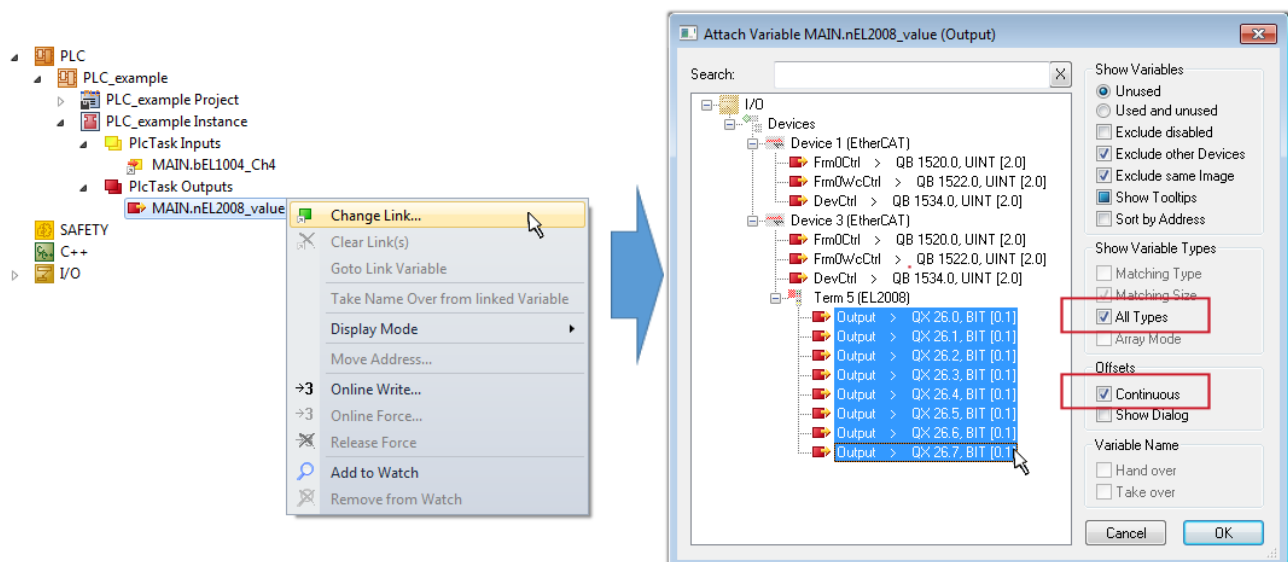 PLC
PLC_example
PLC_example Project
PLC_example Instance
PlcTask Inputs
MAIN.bEL1004_Ch4
PlcTask Outputs
MAIN.nEL2008_value
SAFETY
C++
I/O
Change Link...
Clear Link(s)
Goto Link Variable
Take Name Over from linked Variable
Display Mode
Move Address...
→3 Online Write...
→3 Online Force...
Release Force
Add to Watch
Remove from Watch
Attach Variable MAIN.nEL2008_value (Output)
Search:
X
I/O
Devices
Device 1 (EtherCAT)
Frm0Ctrl > QB 1520.0, UINT [2.0]
Frm0WcCtrl > QB 1522.0, UINT [2.0]
DevCtrl > QB 1534.0, UINT [2.0]
Device 3 (EtherCAT)
Frm0Ctrl > QB 1520.0, UINT [2.0]
Frm0WcCtrl > QB 1522.0, UINT [2.0]
DevCtrl > QB 1534.0, UINT [2.0]
Term 5 (EL2008)
Output > QX 26.0, BIT [0.1]
Output > QX 26.1, BIT [0.1]
Output > QX 26.2, BIT [0.1]
Output > QX 26.3, BIT [0.1]
Output > QX 26.4, BIT [0.1]
Output > QX 26.5, BIT [0.1]
Output > QX 26.6, BIT [0.1]
Output > QX 26.7, BIT [0.1]
Show Variables
Unused
Used and unused
Exclude disabled
Exclude other Devices
Exclude same Image
Show Tooltips
Sort by Address
Show Variable Types
Matching Type
Matching Size
All Types
Array Mode
Offsets
Continuous
Show Dialog
Variable Name
Hand over
Take over
Cancel
OK